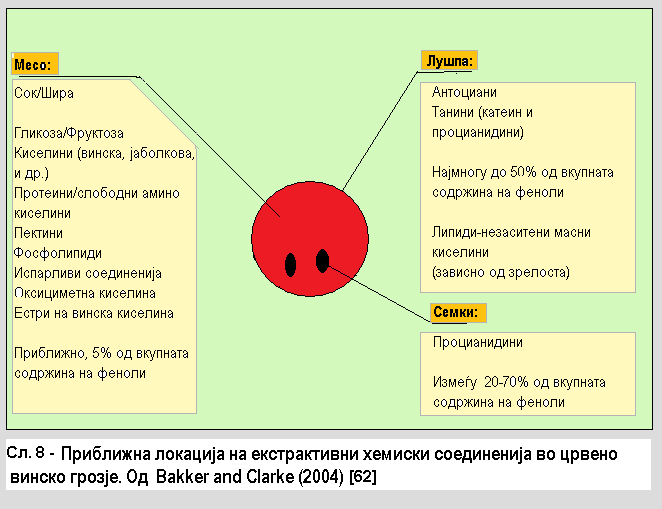 Месо:
Сок/Шира
Гликоза/Фруктоза
Киселини (винска, јаболкова,
и др.)
Протеини/слободни амино
киселини
Пектини
Фосфолипиди
Испарливи соединенија
Оксициметна киселина
Естри на винска киселина
Приближно, 5% од вкупната
содржина на феноли
Лушпа:
Антоциани
Танини (катеин и
процианидини)
Најмногу до 50% од вкупната
содржина на феноли
Липиди-незаситени масни
киселини
(зависно од зрелоста)
Семки:
Процианидини
Измеѓу 20-70% од вкупната
содржина на феноли
Сл. 8 - Приближна локација на екстрактивни хемиски соединенија во црвено
винско грозје. Од Bakker and Clarke (2004) [62]